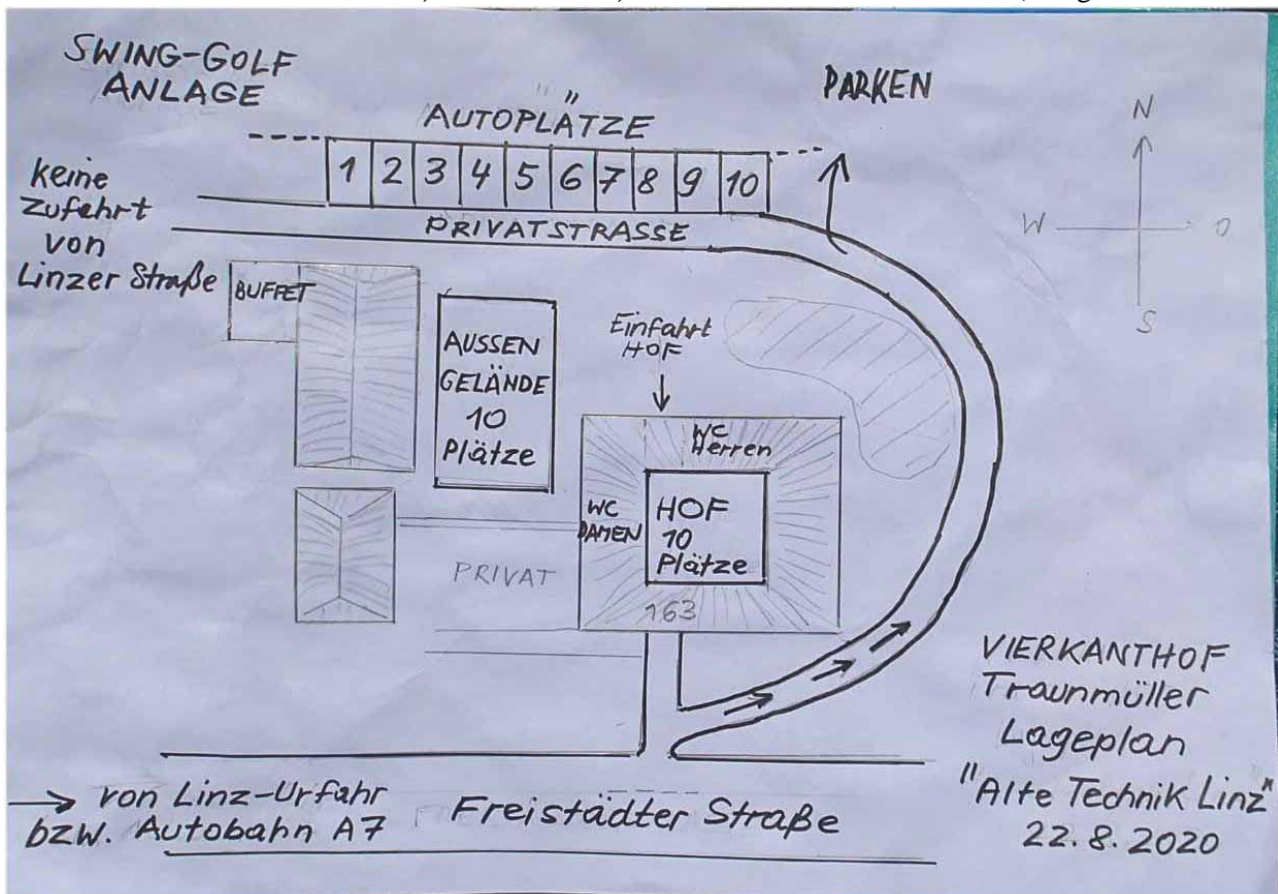 SWING-GOLF
ANLAGE
"AUTOPLÄTZE"
PARKEN
N
W
O
S
1 2 3 4 5 6 7 8 9 10
keine
Zufahrt
von
Linzer Straße
PRIVATSTRASSE
BUFFET
AUSSEN
GELÄNDE
10
Plätze
Einfahrt
HOF
WC
Herren
WC
DAMEN
HOF
10
Plätze
PRIVAT
163
VIERKANTHOF
Traunmüller
Lageplan
"Alte Technik Linz"
22.8.2020
von Linz-Urfahr
bzw. Autobahn A7
Freistädter Straße